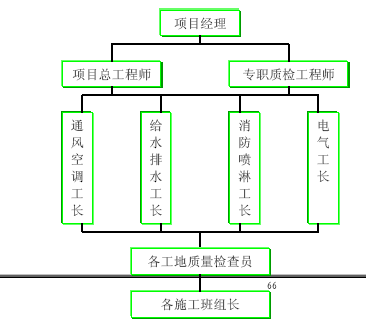 项目经理
项目总工程师
专职质检工程师
通风空调工长
给水排水工长
消防喷淋工长
电气工长
各工地质量检查员
66
各施工班组长